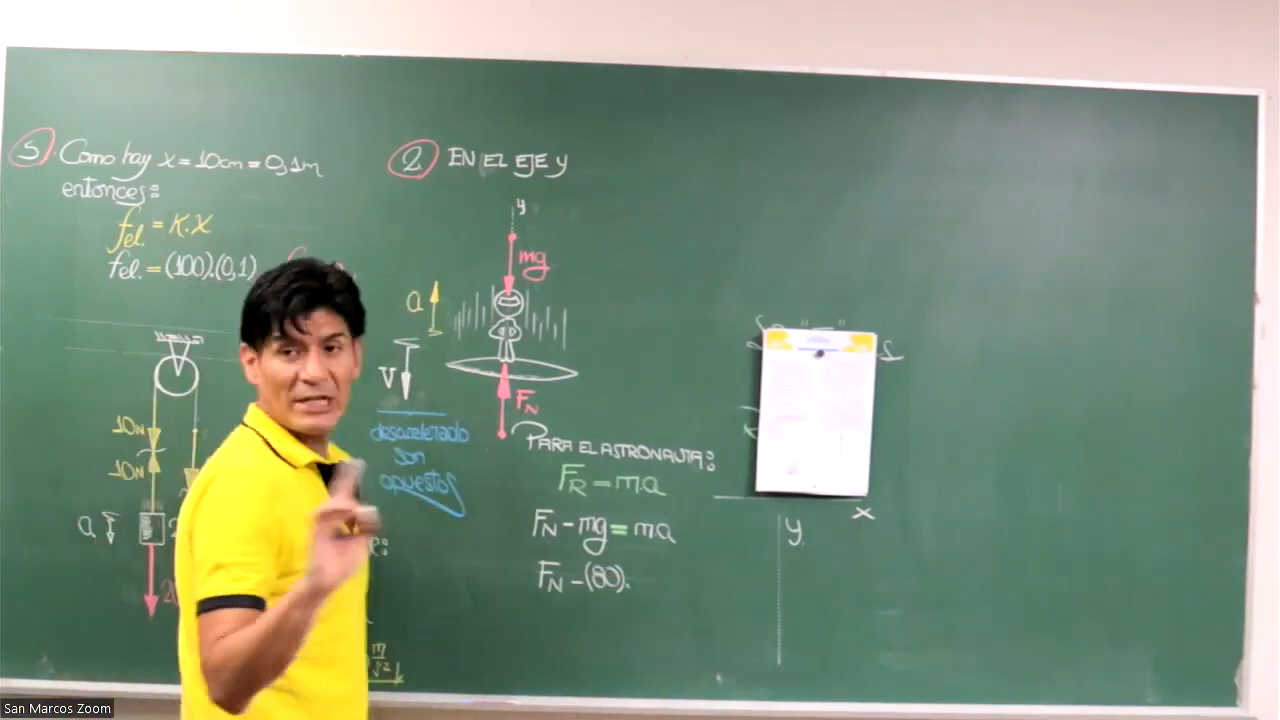 5. Como hay x = 10cm = 0,1m
entonces:
fel. = K.X
fel. = (100).(0,1)
10N
10N
a
2. EN EL EJE Y
y
mg
a
V
FN
desacelerado
son
opuestos
PARA EL ASTRONAUTA:
FR = m.a
FN - mg = m.a
FN - (80).
x
y
m
San Marcos Zoom